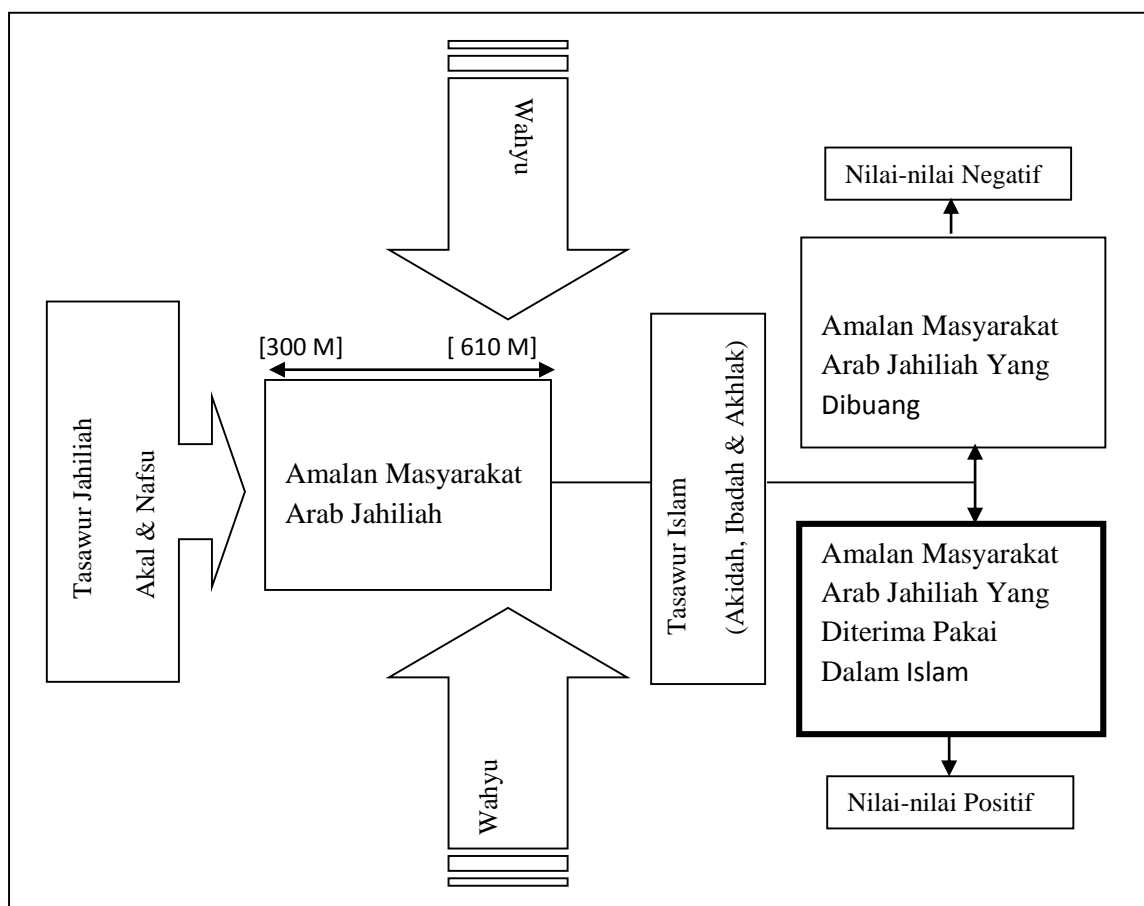 Wahyu
Nilai-nilai Negatif
Amalan Masyarakat
Arab Jahiliah Yang
Dibuang
[300 M] [ 610 M]
Tasawur Jahiliah
Akal & Nafsu
Amalan Masyarakat
Arab Jahiliah
Tasawur Islam
(Akidah, Ibadah & Akhlak)
Amalan Masyarakat
Arab Jahiliah Yang
Diterima Pakai
Dalam Islam
Wahyu
Nilai-nilai Positif